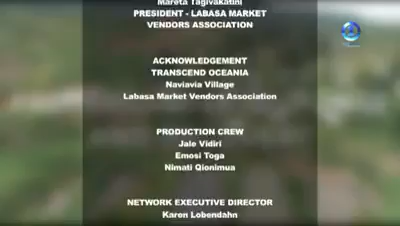 Mareta Tagivakatini
PRESIDENT - LABASA MARKET
VENDORS ASSOCIATION
ACKNOWLEDGEMENT
TRANSCEND OCEANIA
Naviavia Village
Labasa Market Vendors Association
PRODUCTION CREW
Jale Vidiri
Emosi Toga
Nimati Qionimua
NETWORK EXECUTIVE DIRECTOR
Karen Lobendahn